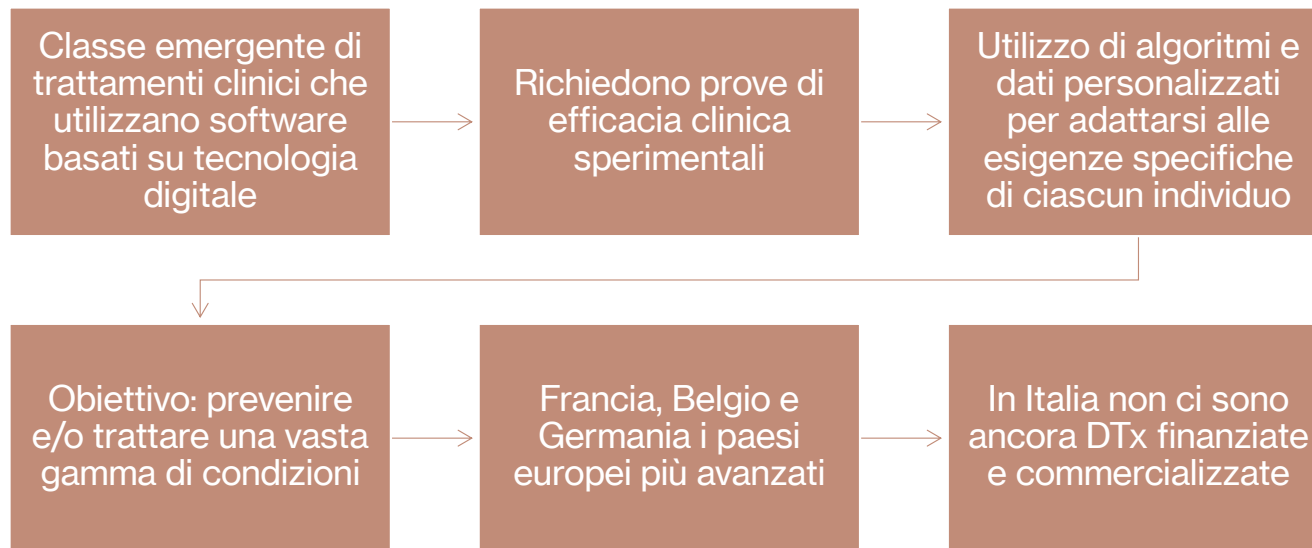 Classe emergente di
trattamenti clinici che
utilizzano software
basati su tecnologia
digitale
Richiedono prove di
efficacia clinica
sperimentali
Utilizzo di algoritmi e
dati personalizzati
per adattarsi alle
esigenze specifiche
di ciascun individuo
Obiettivo: prevenire
e/o trattare una vasta
gamma di condizioni
Francia, Belgio e
Germania i paesi
europei più avanzati
In Italia non ci sono
ancora DTx finanziate
e commercializzate